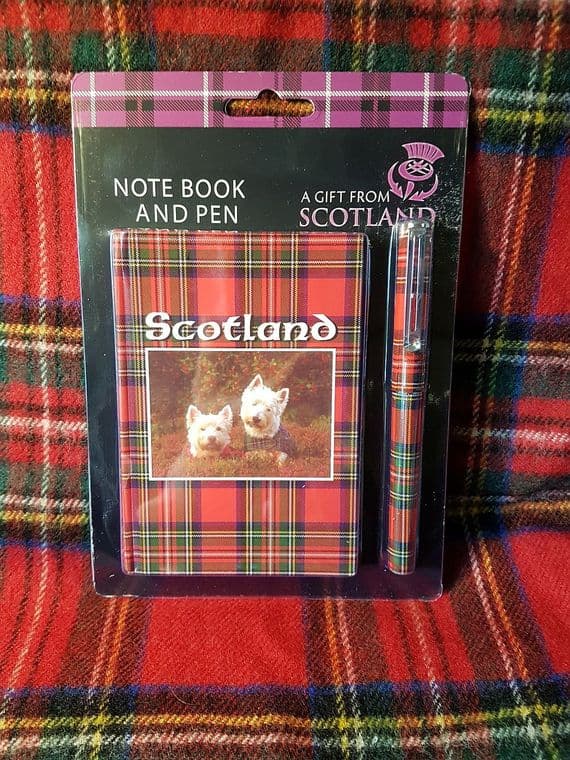 NOTE BOOK
AND PEN
A GIFT FROM
SCOTLAND
Scotland